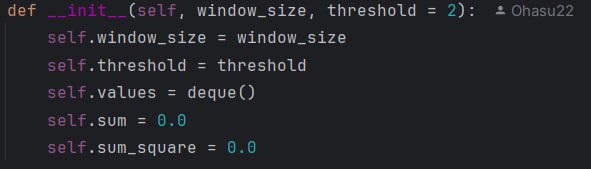 def __init__(self, window_size, threshold = 2): Ohasu22
    self.window_size = window_size
    self.threshold = threshold
    self.values = deque()
    self.sum = 0.0
    self.sum_square = 0.0